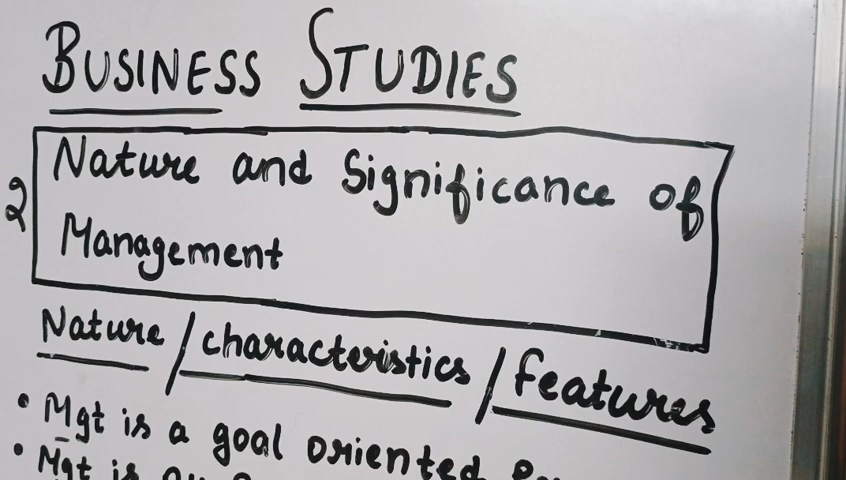 BUSINESS STUDIES
2 Nature and Significance of
Management
Nature / characteristics / features
• Mgt is a goal oriented
• Mgt is